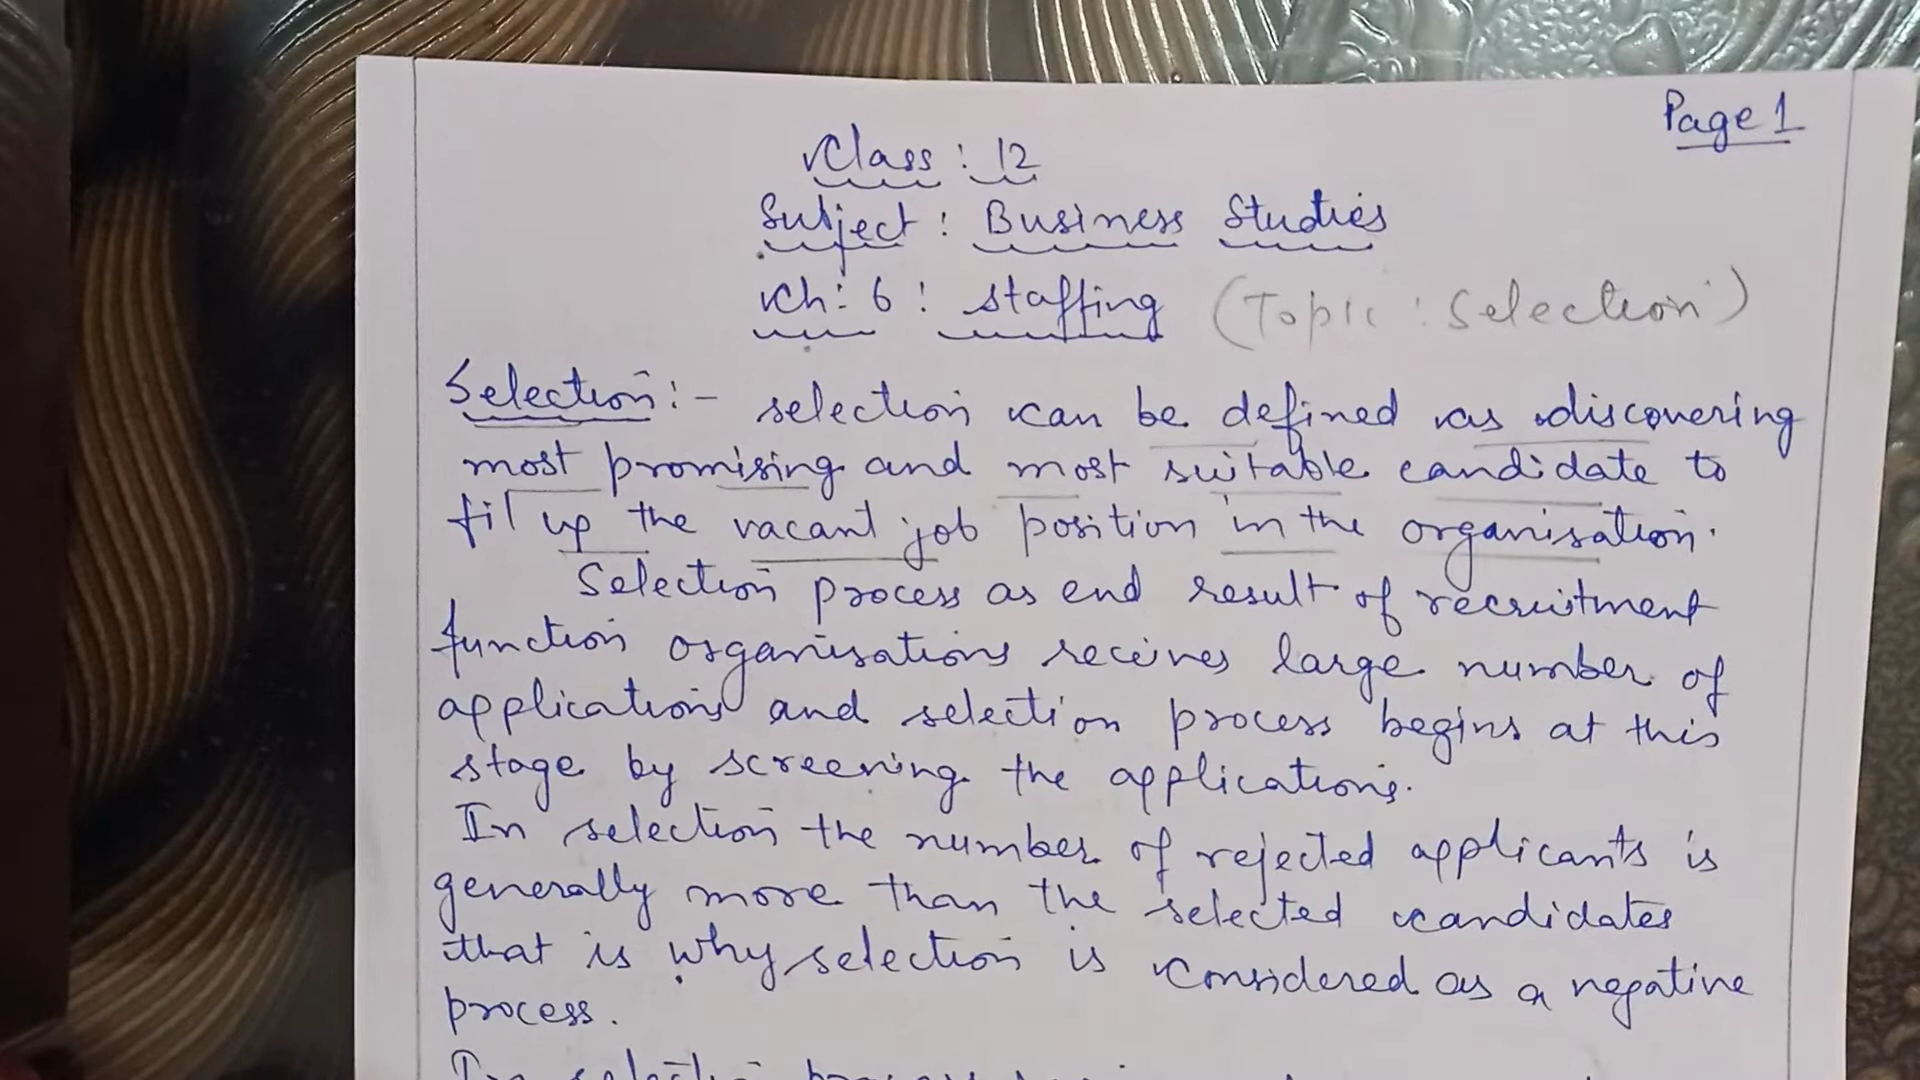 Page 1
Class : 12
Subject : Business Studies
Ch : 6 : Staffing (Topic : Selection)
Selection :- selection can be defined as discovering
most promising and most suitable candidate to
fil up the vacant job position in the organisation.
Selection process as end result of recruitment
function organisations receives large number of
applications and selection process begins at this
stage by screening the applications.
In selection the number of rejected applicants is
generally more than the selected candidates
that is why selection is considered as a negative
process.